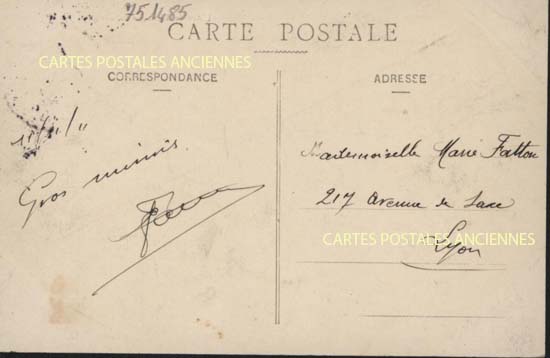 751485
CARTE POSTALE
CARTES POSTALES ANCIENNES
CORRESPONDANCE
ADRESSE
Gros mimis.
Mademoiselle Marie Fatton
217 Avenue de Saxe
CARTES POSTALES ANCIENNES
Lyon